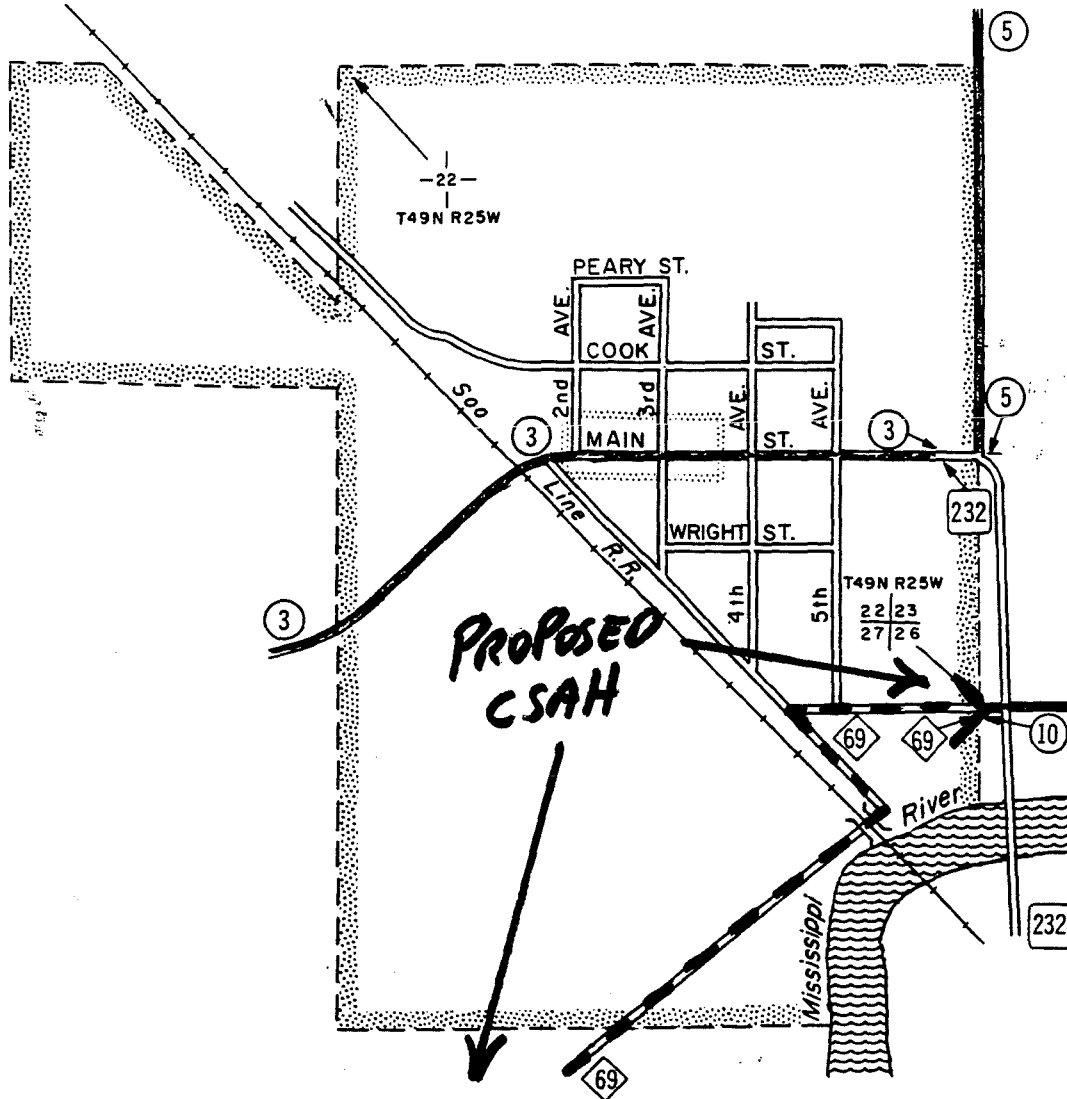 5
-22-
T49N R25W
PEARY ST.
2nd AVE.
3rd AVE.
COOK ST.
AVE.
AVE.
5
Soo Line R.R.
3
MAIN ST.
3
232
WRIGHT ST.
4th
5th
T49N R25W
22 23
27 26
3
PROPOSED
CSAH
69
69
10
Mississippi River
232
69